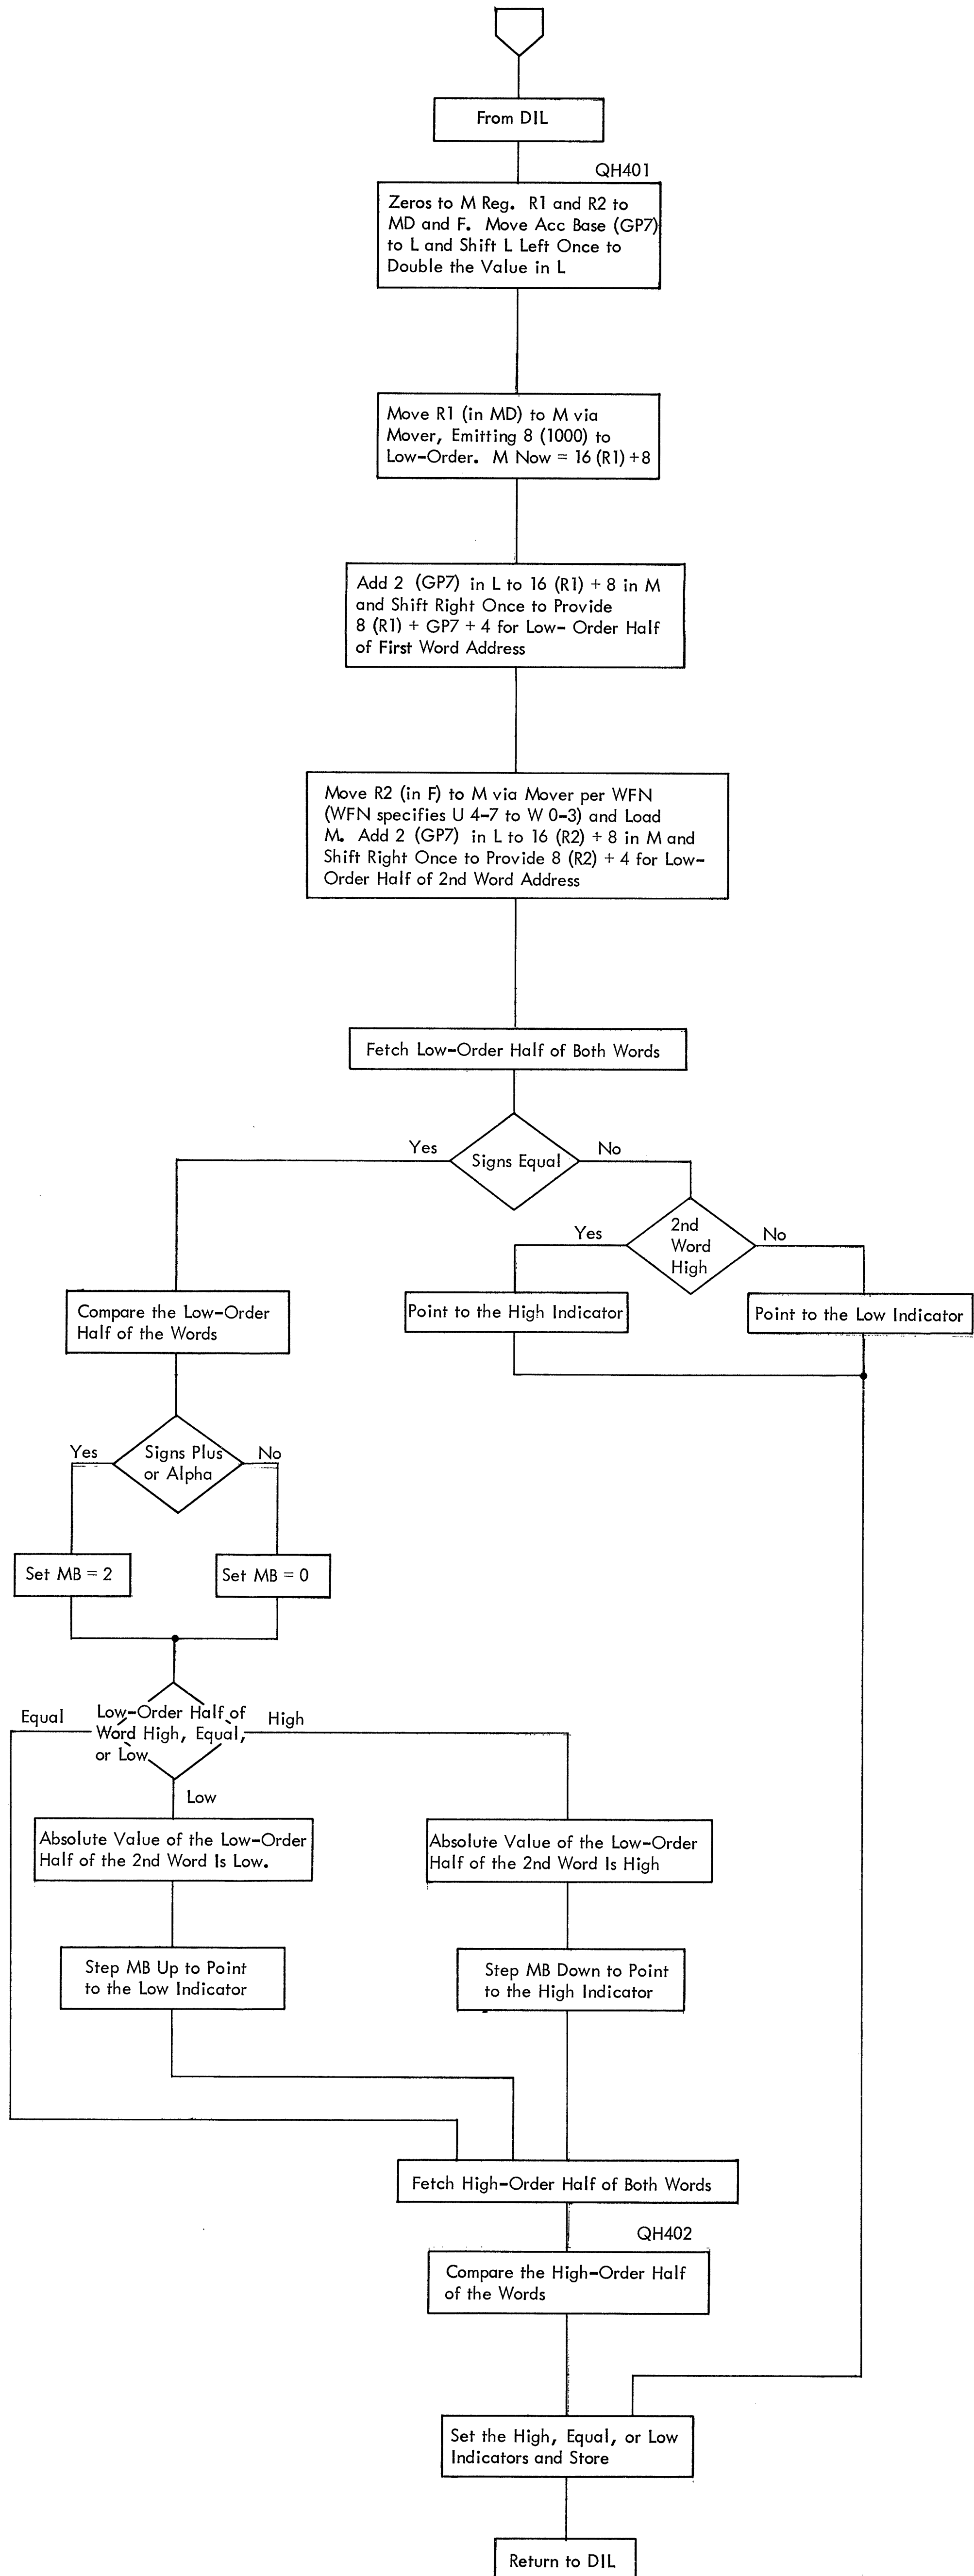 From DIL
QH401
Zeros to M Reg. R1 and R2 to
MD and F. Move Acc Base (GP7)
to L and Shift L Left Once to
Double the Value in L
Move R1 (in MD) to M via
Mover, Emitting 8 (1000) to
Low-Order. M Now = 16 (R1) +8
Add 2 (GP7) in L to 16 (R1) + 8 in M
and Shift Right Once to Provide
8 (R1) + GP7 + 4 for Low- Order Half
of First Word Address
Move R2 (in F) to M via Mover per WFN
(WFN specifies U 4-7 to W 0-3) and Load
M. Add 2 (GP7) in L to 16 (R2) + 8 in M and
Shift Right Once to Provide 8 (R2) + 4 for Low-
Order Half of 2nd Word Address
Fetch Low-Order Half of Both Words
Yes
Signs Equal
No
Yes
2nd
Word
High
No
Compare the Low-Order
Half of the Words
Point to the High Indicator
Point to the Low Indicator
Yes
Signs Plus
or Alpha
No
Set MB = 2
Set MB = 0
Equal
Low-Order Half of
Word High, Equal,
or Low
High
Low
Absolute Value of the Low-Order
Half of the 2nd Word Is Low.
Absolute Value of the Low-Order
Half of the 2nd Word Is High
Step MB Up to Point
to the Low Indicator
Step MB Down to Point
to the High Indicator
Fetch High-Order Half of Both Words
QH402
Compare the High-Order Half
of the Words
Set the High, Equal, or Low
Indicators and Store
Return to DIL